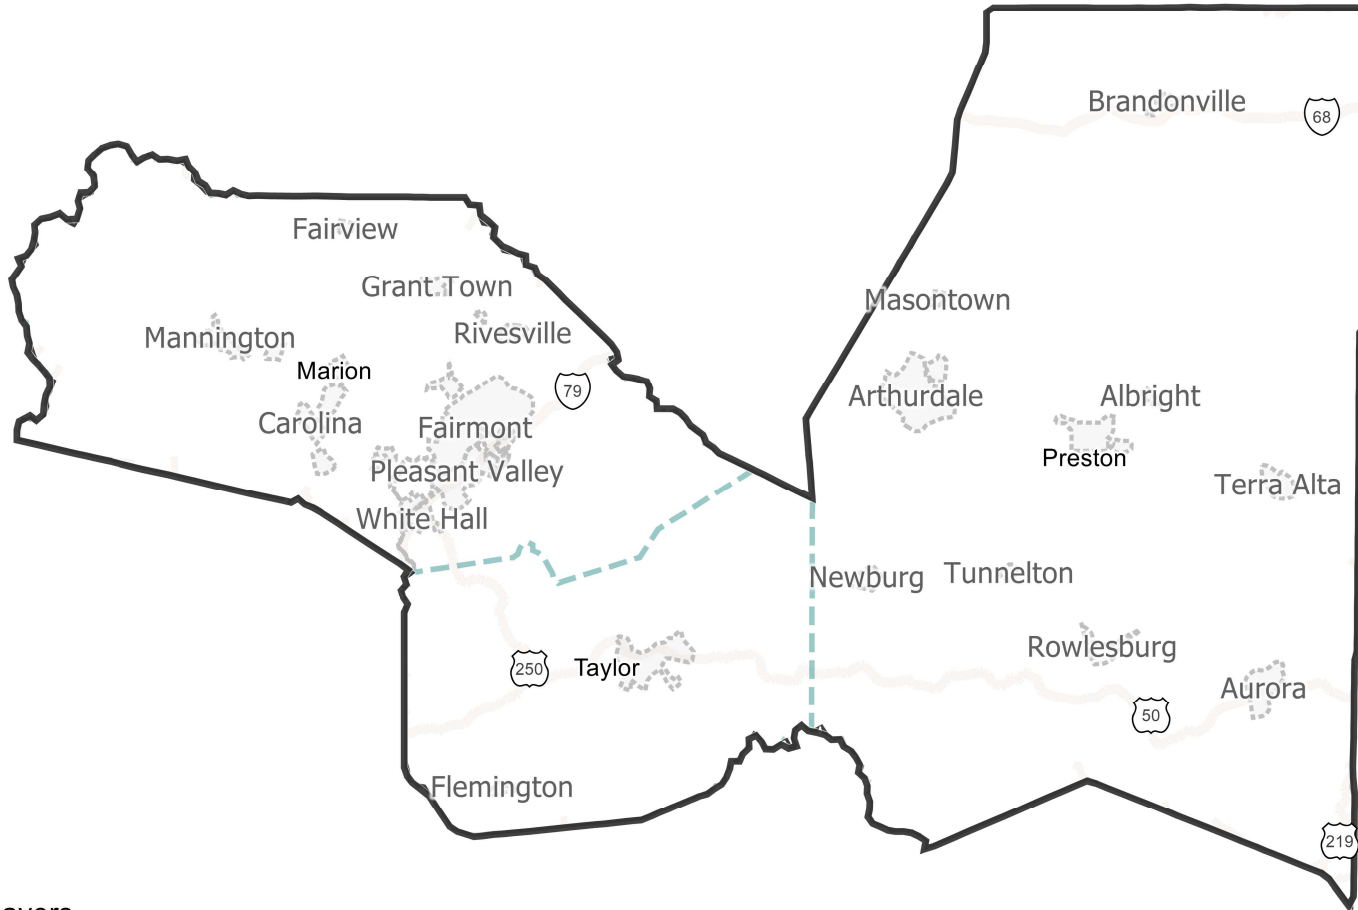 Brandonville
68
Fairview
Grant Town
Masontown
Mannington
Rivesville
Marion
79
Arthurdale
Albright
Carolina
Fairmont
Preston
Pleasant Valley
Terra Alta
White Hall
Newburg
Tunnelton
Rowlesburg
250
Taylor
Aurora
50
Flemington
219